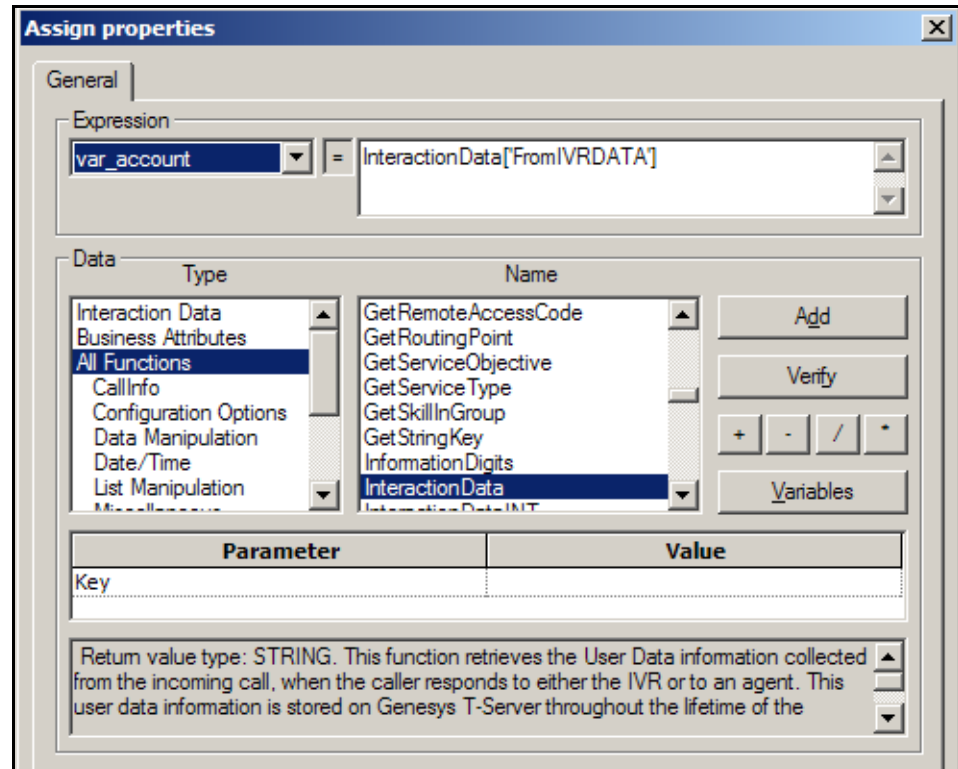 Assign properties
General
Expression
var_account = InteractionData['FromIVRDATA']
Data
Type Name
Interaction Data
Business Attributes
All Functions
CallInfo
Configuration Options
Data Manipulation
Date/Time
List Manipulation
Miscellaneous
GetRemoteAccessCode
GetRoutingPoint
GetServiceObjective
GetServiceType
GetSkillInGroup
GetStringKey
InformationDigits
InteractionData
InteractionDataINT
Add
Verify
+ - / *
Variables
Parameter Value
Key
Return value type: STRING. This function retrieves the User Data information collected
from the incoming call, when the caller responds to either the IVR or to an agent. This
user data information is stored on Genesys T-Server throughout the lifetime of the